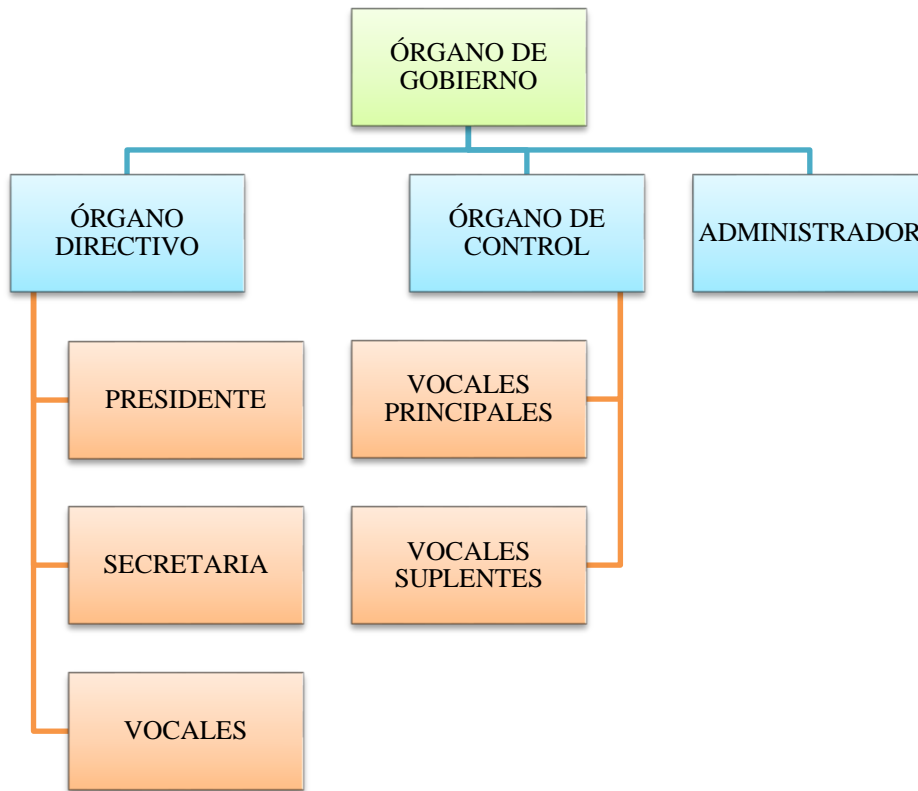 ÓRGANO DE
GOBIERNO
ÓRGANO
DIRECTIVO
ÓRGANO DE
CONTROL
ADMINISTRADOR
PRESIDENTE
VOCALES
PRINCIPALES
SECRETARIA
VOCALES
SUPLENTES
VOCALES